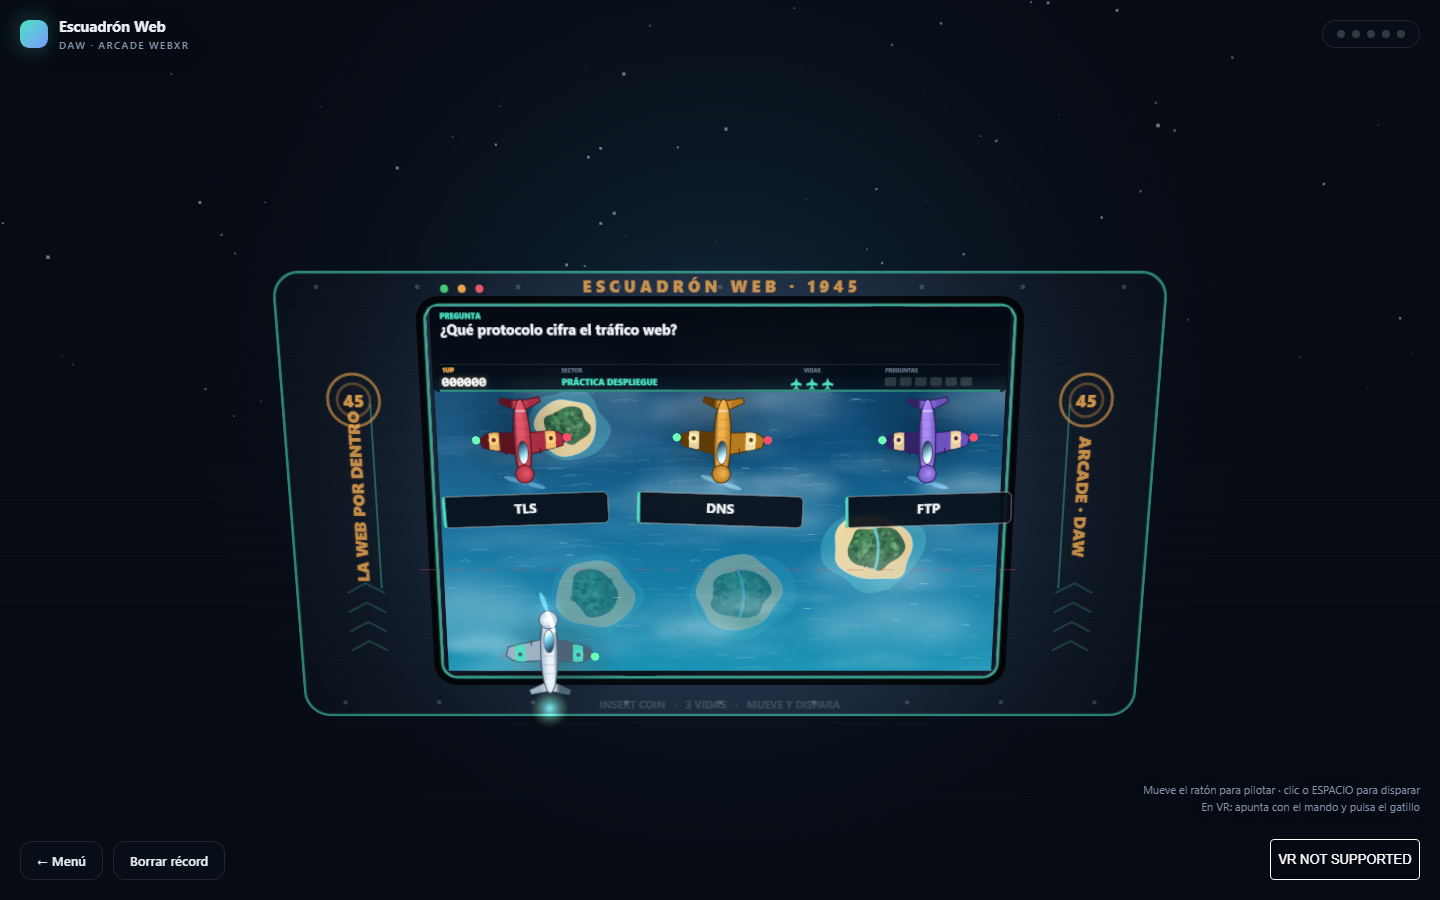 Escuadrón Web
DAW · ARCADE WEBXR
ESCUADRÓN WEB · 1945
PREGUNTA
¿Qué protocolo cifra el tráfico web?
1UP
SECTOR
VIDAS
PREGUNTAS
000000
PRÁCTICA DESPLIEGUE
45
LA WEB POR DENTRO
45
ARCADE · DAW
TLS
DNS
FTP
INSERT COIN · 3 VIDAS · MUEVE Y DISPARA
Mueve el ratón para pilotar · clic o ESPACIO para disparar
En VR: apunta con el mando y pulsa el gatillo
← Menú
Borrar récord
VR NOT SUPPORTED